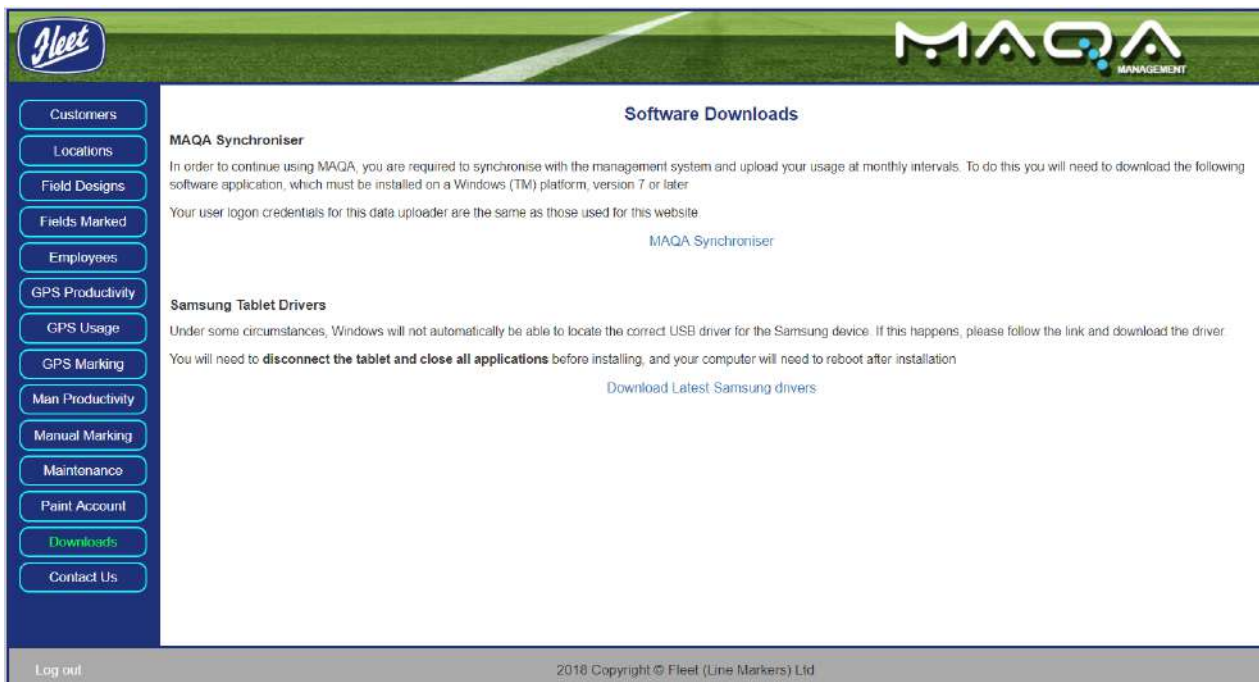 Fleet
MAQA
MANAGEMENT
Customers
Locations
Field Designs
Fields Marked
Employees
GPS Productivity
GPS Usage
GPS Marking
Man Productivity
Manual Marking
Maintenance
Paint Account
Downloads
Contact Us
Software Downloads
MAQA Synchroniser
In order to continue using MAQA, you are required to synchronise with the management system and upload your usage at monthly intervals. To do this you will need to download the following
software application, which must be installed on a Windows (TM) platform, version 7 or later
Your user logon credentials for this data uploader are the same as those used for this website.
MAQA Synchroniser
Samsung Tablet Drivers
Under some circumstances, Windows will not automatically be able to locate the correct USB driver for the Samsung device. If this happens, please follow the link and download the driver.
You will need to disconnect the tablet and close all applications before installing, and your computer will need to reboot after installation
Download Latest Samsung drivers
Log out
2018 Copyright © Fleet (Line Markers) Ltd